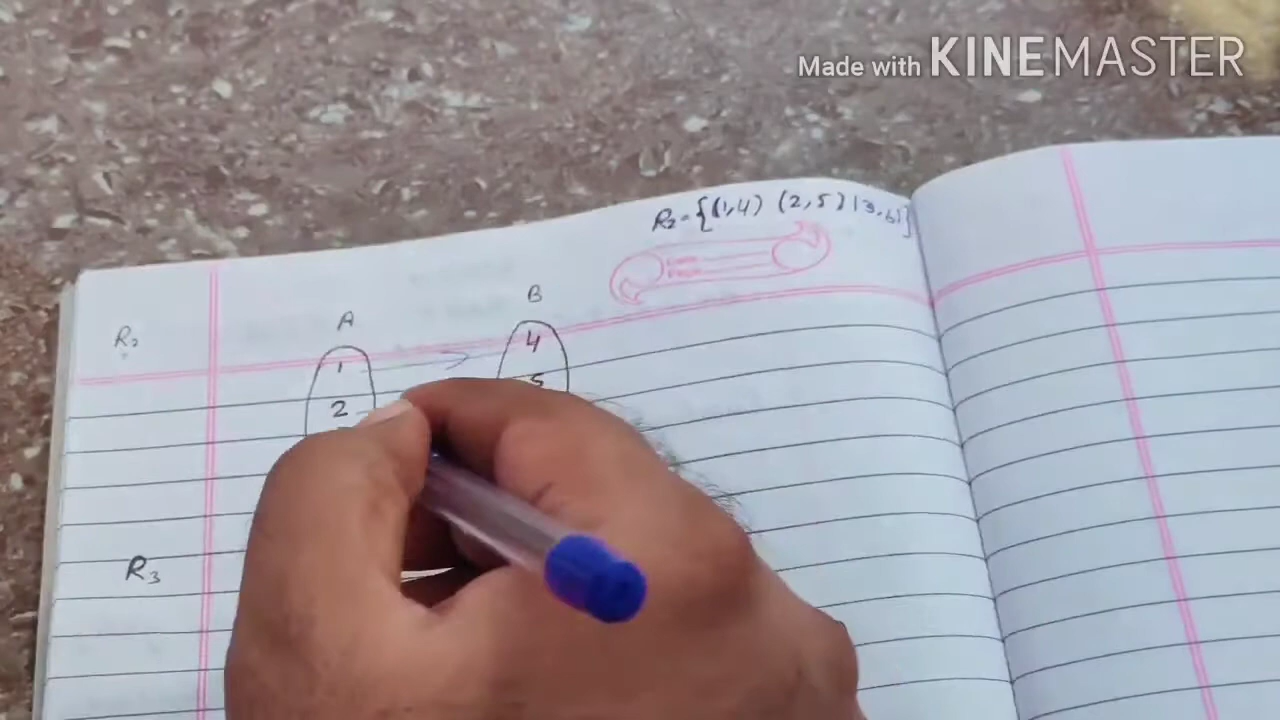 Made with KINEMASTER
R2={(1,4) (2,5)(3,6)}
B
A
R2
4
1
5
2
R3